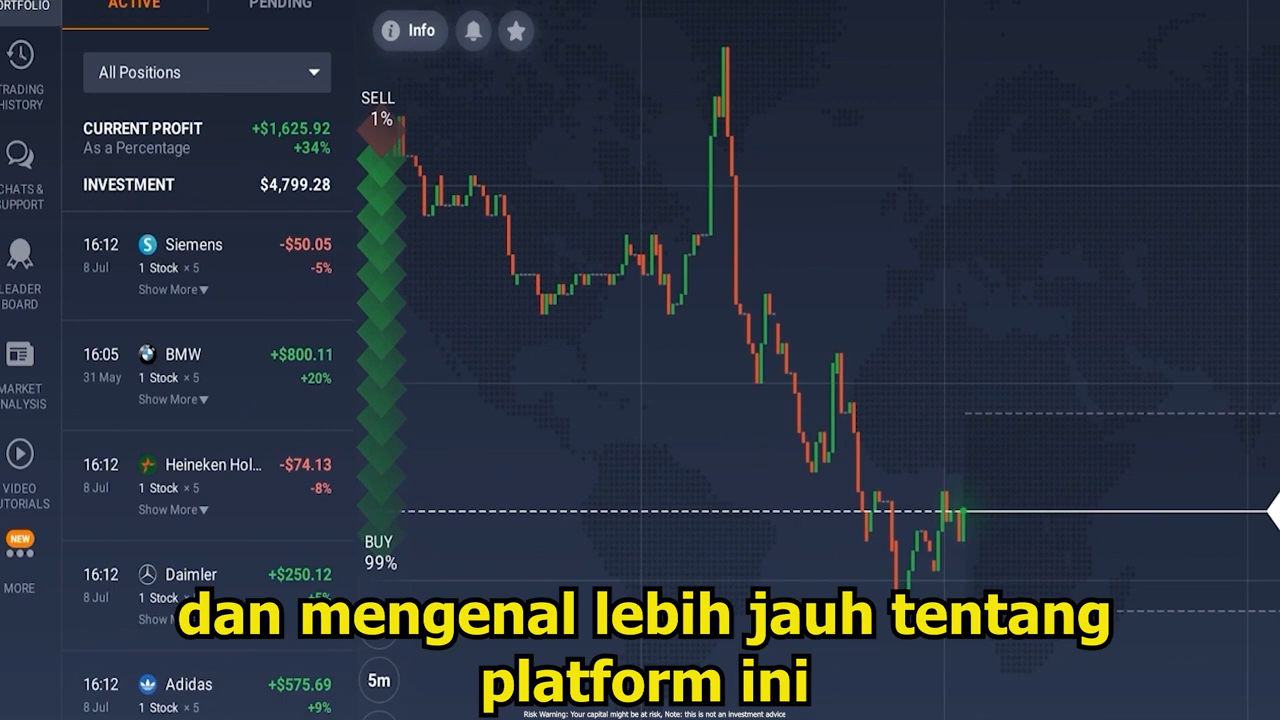 ORTFOLIO
TRADING
HISTORY
CHATS &
SUPPORT
LEADER
BOARD
MARKET
ANALYSIS
VIDEO
TUTORIALS
NEW
MORE
ACTIVE
PENDING
All Positions
CURRENT PROFIT +$1,625.92
As a Percentage +34%
INVESTMENT $4,799.28
16:12 Siemens -$50.05
8 Jul 1 Stock × 5 -5%
Show More
16:05 BMW +$800.11
31 May 1 Stock × 5 +20%
Show More
16:12 Heineken Hol... -$74.13
8 Jul 1 Stock × 5 -8%
Show More
16:12 Daimler +$250.12
8 Jul 1 Stock +5%
Show M
16:12 Adidas +$575.69
8 Jul 1 Stock × 5 +9%
Info
SELL
1%
BUY
99%
5m
dan mengenal lebih jauh tentang
platform ini
Risk Warning: Your capital might be at risk, Note: this is not an investment advice